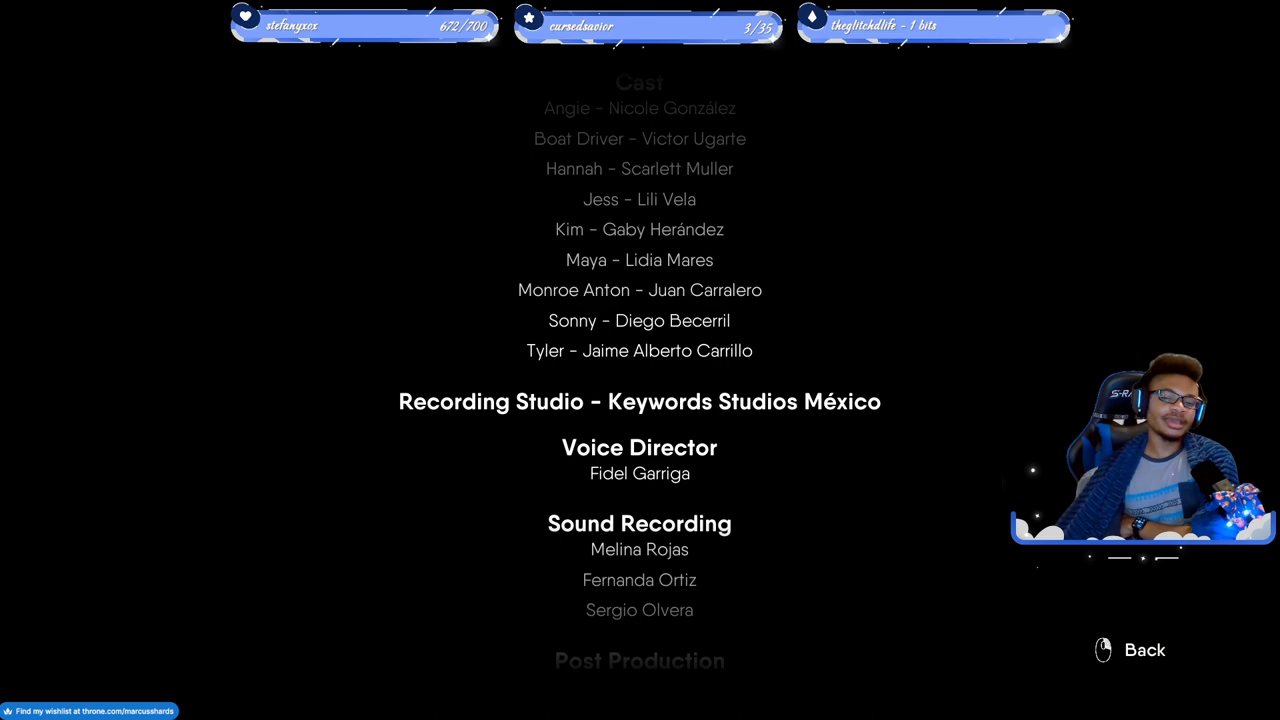 stefanyxox 672/700
cursedsavior 3/35
theglitchdlife - 1 bits
Cast
Angie - Nicole González
Boat Driver - Victor Ugarte
Hannah - Scarlett Muller
Jess - Lili Vela
Kim - Gaby Herández
Maya - Lidia Mares
Monroe Anton - Juan Carralero
Sonny - Diego Becerril
Tyler - Jaime Alberto Carrillo
Recording Studio - Keywords Studios México
Voice Director
Fidel Garriga
Sound Recording
Melina Rojas
Fernanda Ortiz
Sergio Olvera
Post Production
Back
Find my wishlist at throne.com/marcusshards